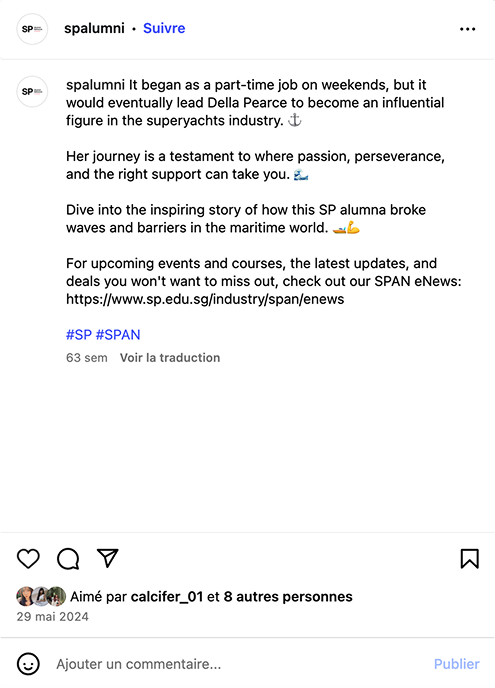 SP
spalumni • Suivre
SP
spalumni It began as a part-time job on weekends, but it
would eventually lead Della Pearce to become an influential
figure in the superyachts industry. ⚓
Her journey is a testament to where passion, perseverance,
and the right support can take you. 🌊
Dive into the inspiring story of how this SP alumna broke
waves and barriers in the maritime world. 🚤💪
For upcoming events and courses, the latest updates, and
deals you won't want to miss out, check out our SPAN eNews:
https://www.sp.edu.sg/industry/span/enews
#SP #SPAN
63 sem Voir la traduction
Aimé par calcifer_01 et 8 autres personnes
29 mai 2024
Ajouter un commentaire...
Publier